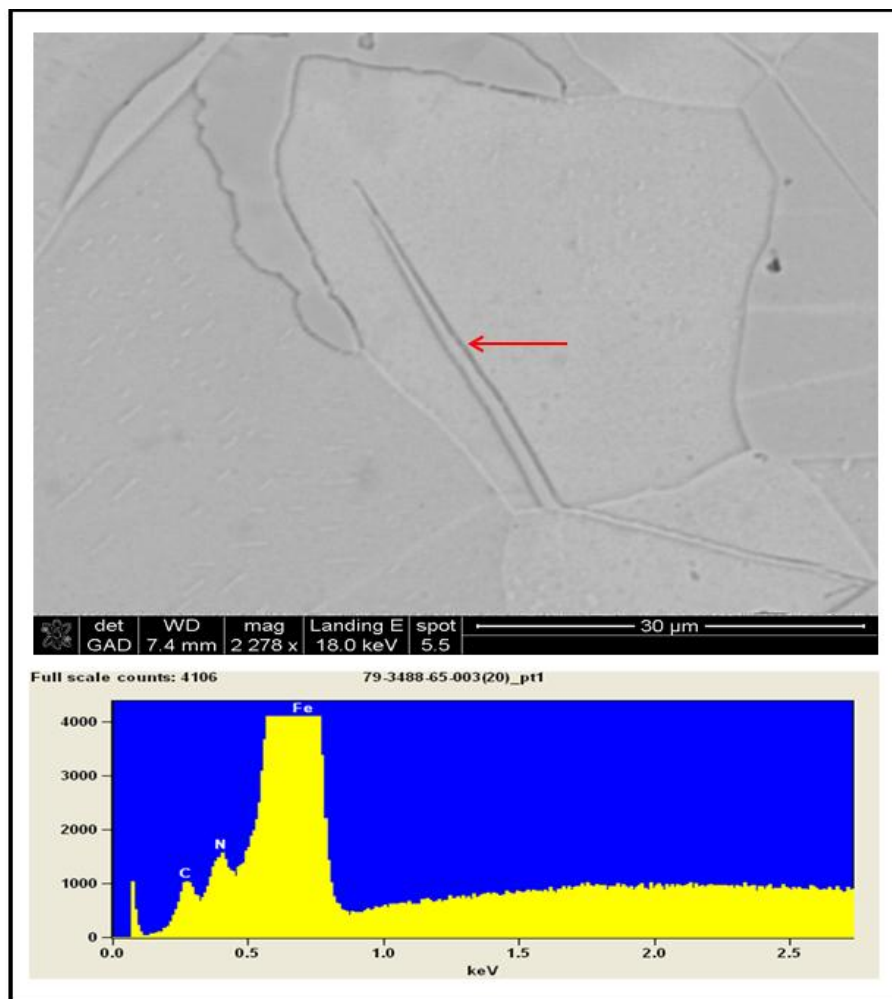 det WD mag Landing E spot 30 µm
GAD 7.4 mm 2 278 x 18.0 keV 5.5
Full scale counts: 4106 79-3488-65-003(20)_pt1
Fe
4000
3000
2000
N
C
1000
0
0.0 0.5 1.0 1.5 2.0 2.5
keV